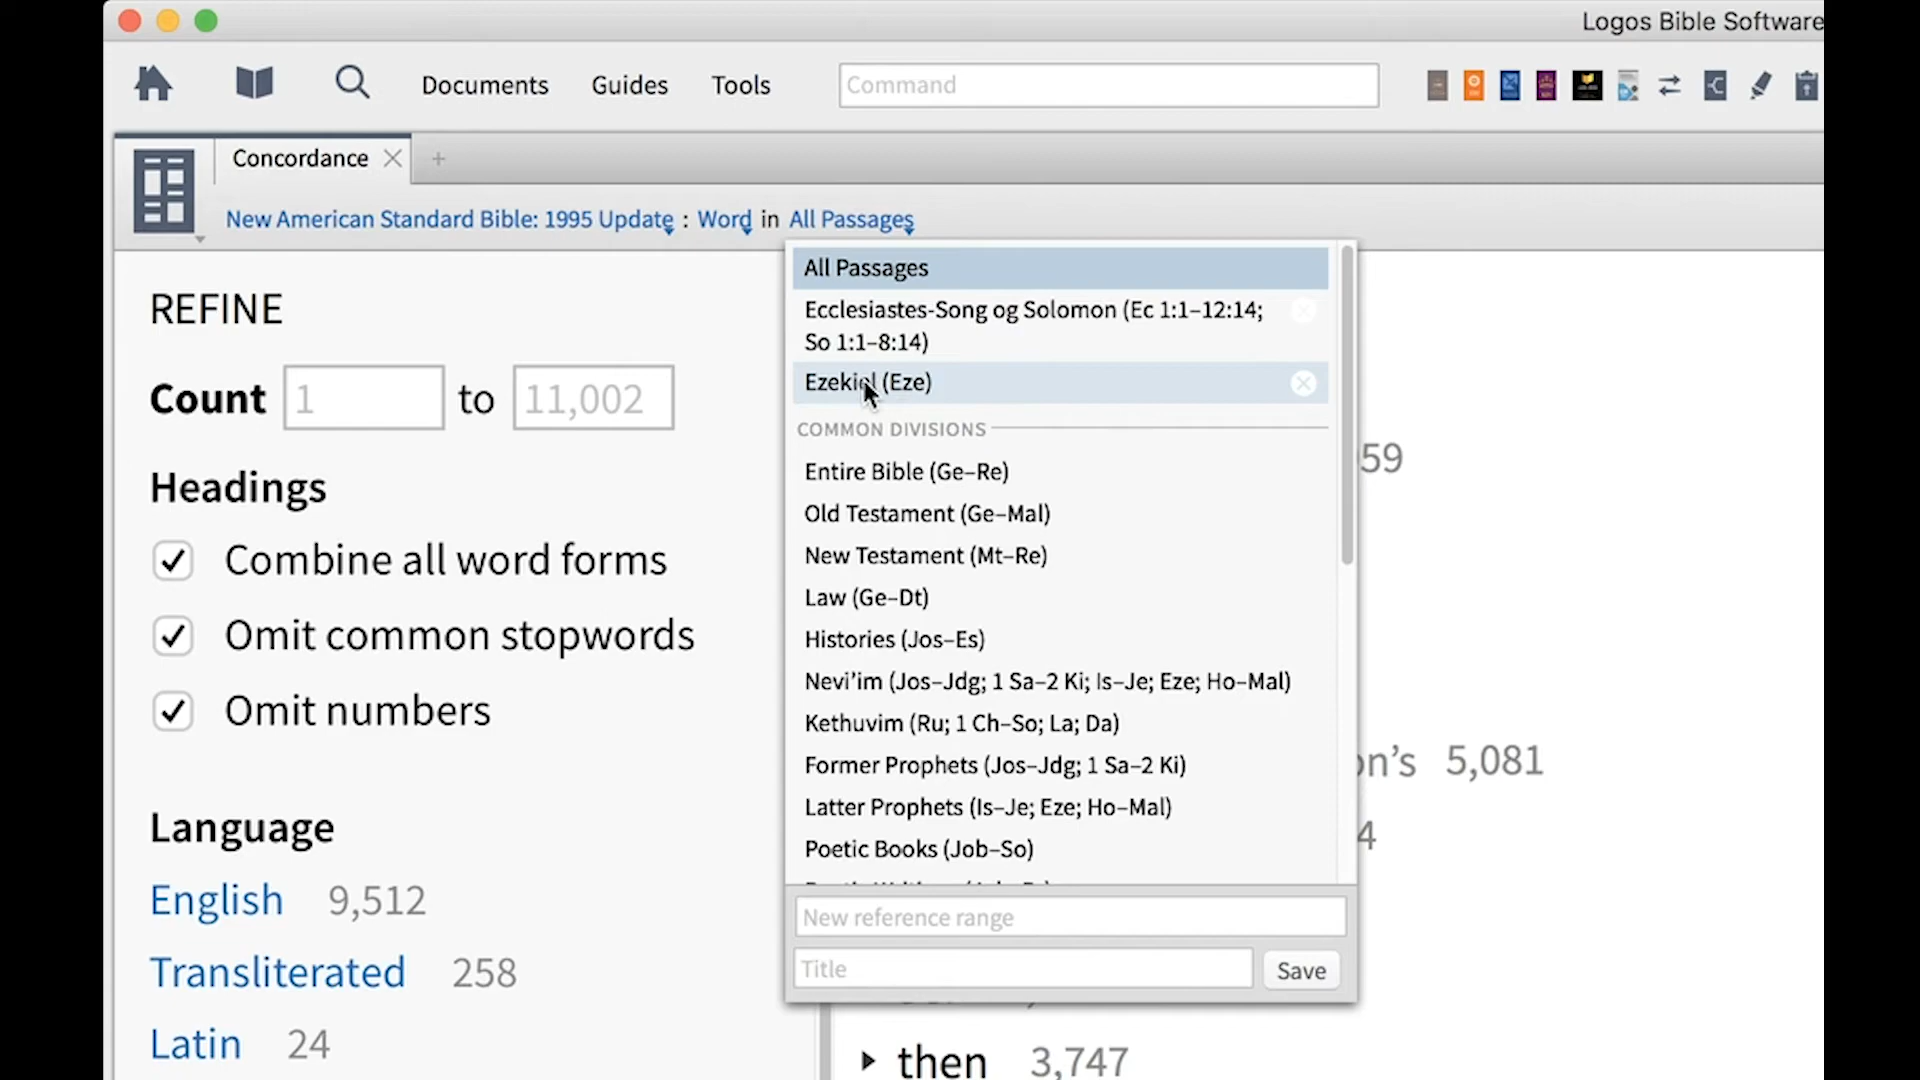 Logos Bible Software
Documents Guides Tools Command
Concordance
New American Standard Bible: 1995 Update : Word in All Passages
REFINE
Count 1 to 11,002
Headings
Combine all word forms
Omit common stopwords
Omit numbers
Language
English 9,512
Transliterated 258
Latin 24
All Passages
Ecclesiastes-Song og Solomon (Ec 1:1–12:14;
So 1:1–8:14)
Ezekiel (Eze)
COMMON DIVISIONS
Entire Bible (Ge–Re)
Old Testament (Ge–Mal)
New Testament (Mt–Re)
Law (Ge–Dt)
Histories (Jos–Es)
Nevi’im (Jos–Jdg; 1 Sa–2 Ki; Is–Je; Eze; Ho–Mal)
Kethuvim (Ru; 1 Ch–So; La; Da)
Former Prophets (Jos–Jdg; 1 Sa–2 Ki)
Latter Prophets (Is–Je; Eze; Ho–Mal)
Poetic Books (Job–So)
New reference range
Title Save
59
on’s 5,081
4
then 3,747